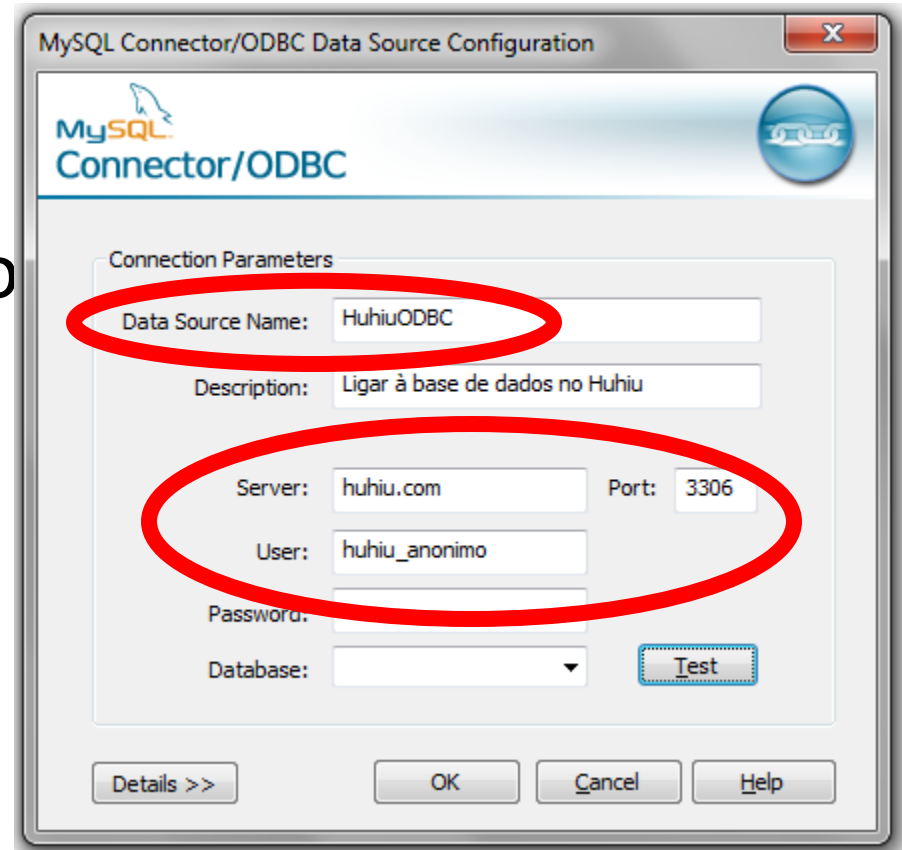 MySQL Connector/ODBC Data Source Configuration
MySQL
Connector/ODBC
Connection Parameters
Data Source Name: HuhiuODBC
Description: Ligar à base de dados no Huhiu
Server: huhiu.com Port: 3306
User: huhiu_anonimo
Password:
Database: Test
Details >> OK Cancel Help